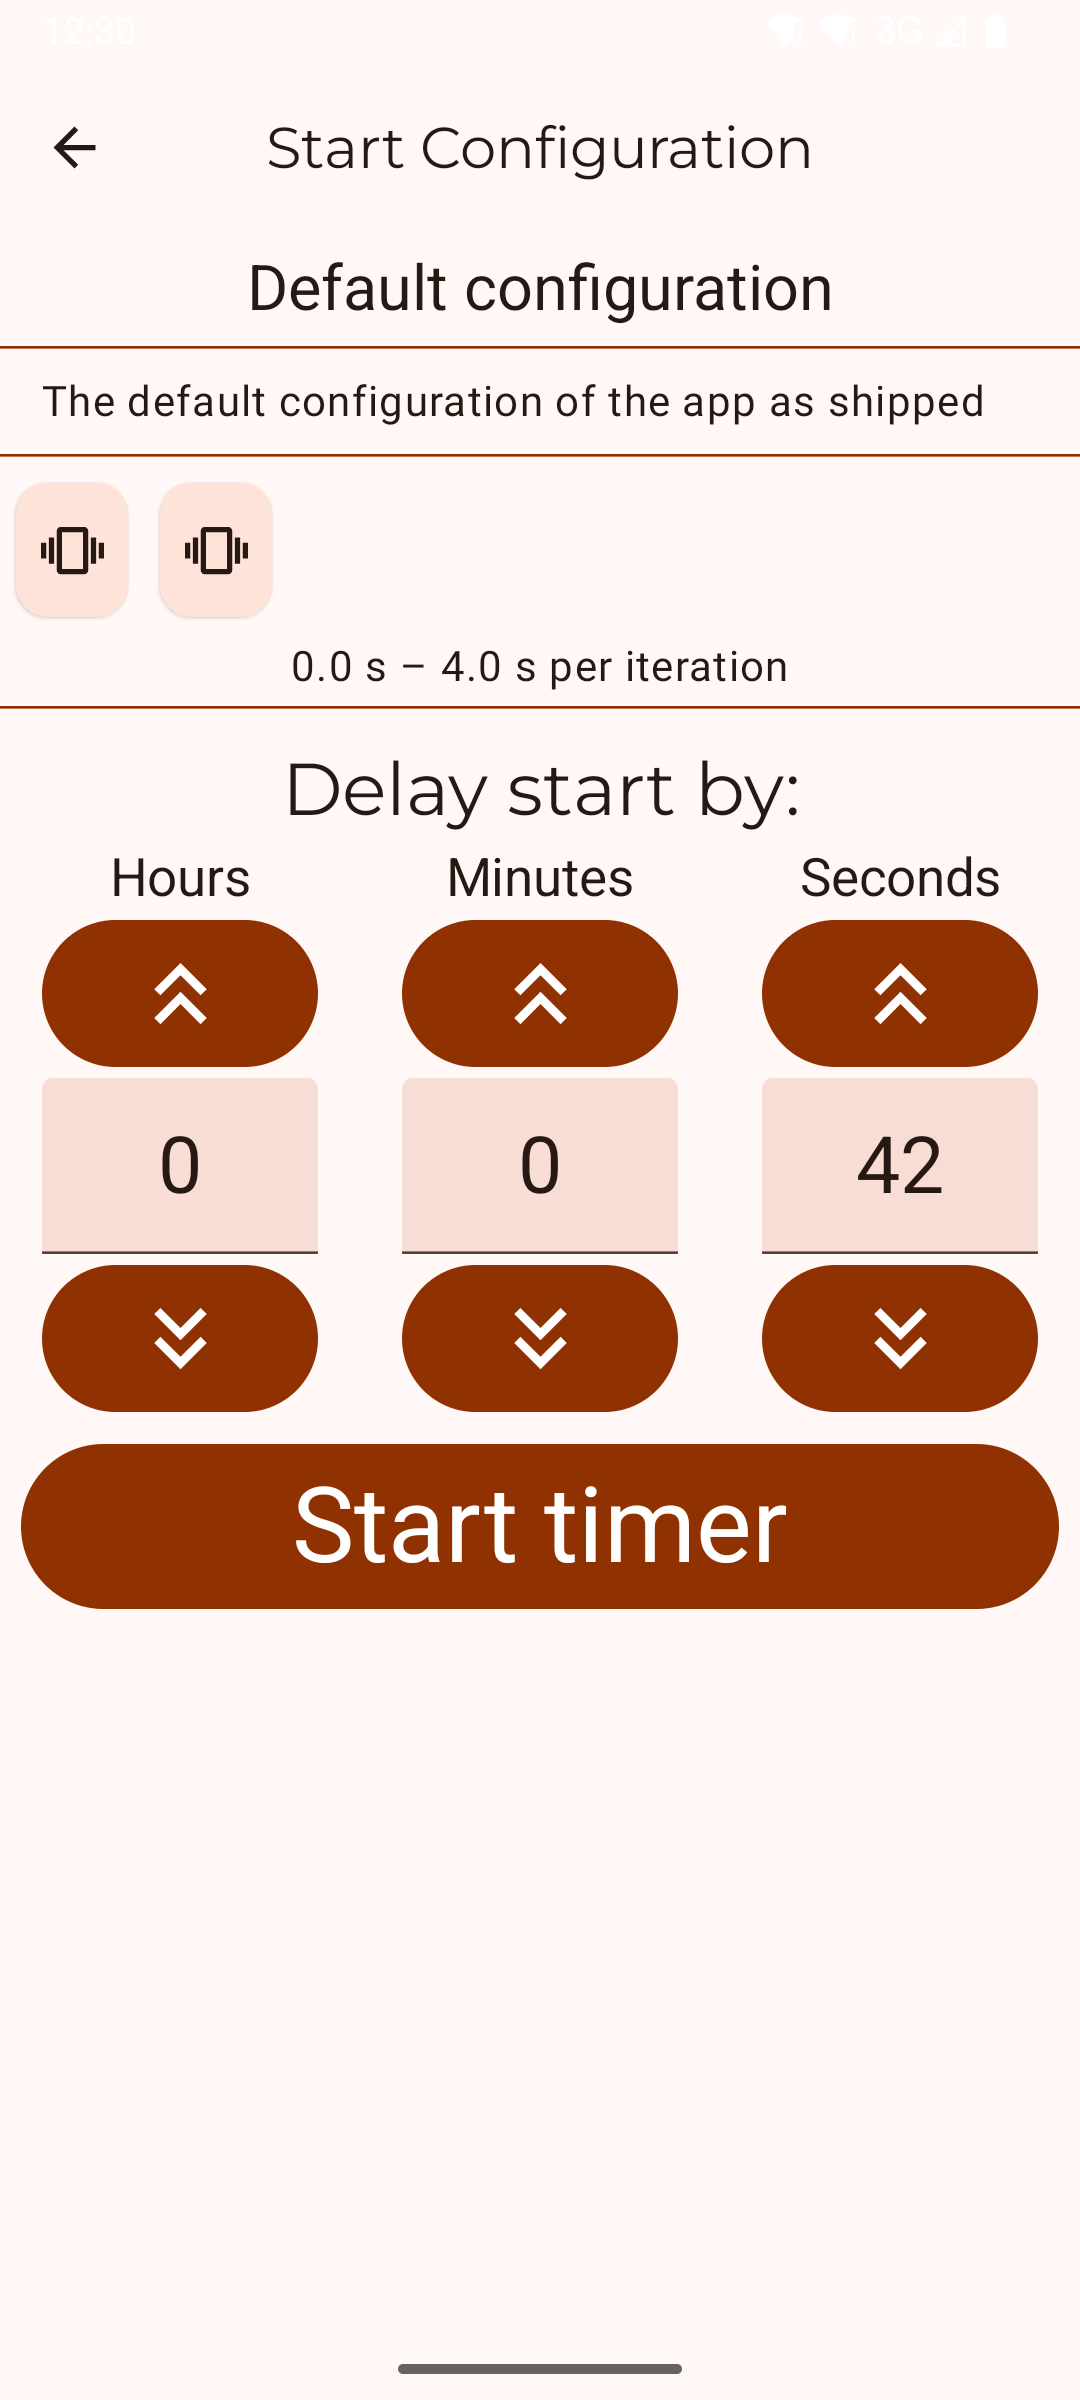 12:30 3G
Start Configuration
Default configuration
The default configuration of the app as shipped
0.0 s – 4.0 s per iteration
Delay start by:
Hours Minutes Seconds
0 0 42
Start timer